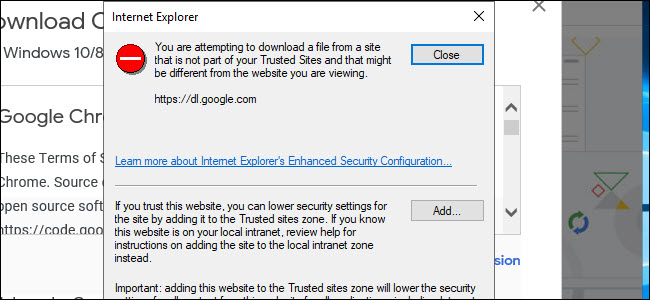 Internet Explorer
ownload C
Windows 10/8
You are attempting to download a file from a site
that is not part of your Trusted Sites and that might
be different from the website you are viewing.
Close
https://dl.google.com
Google Chro
These Terms of S
Chrome. Source c
open source softw
https://code.goog
Learn more about Internet Explorer's Enhanced Security Configuration...
If you trust this website, you can lower security settings for
the site by adding it to the Trusted sites zone. If you know
this website is on your local intranet, review help for
instructions on adding the site to the local intranet zone
instead.
Add...
sion
Important: adding this website to the Trusted sites zone will lower the security